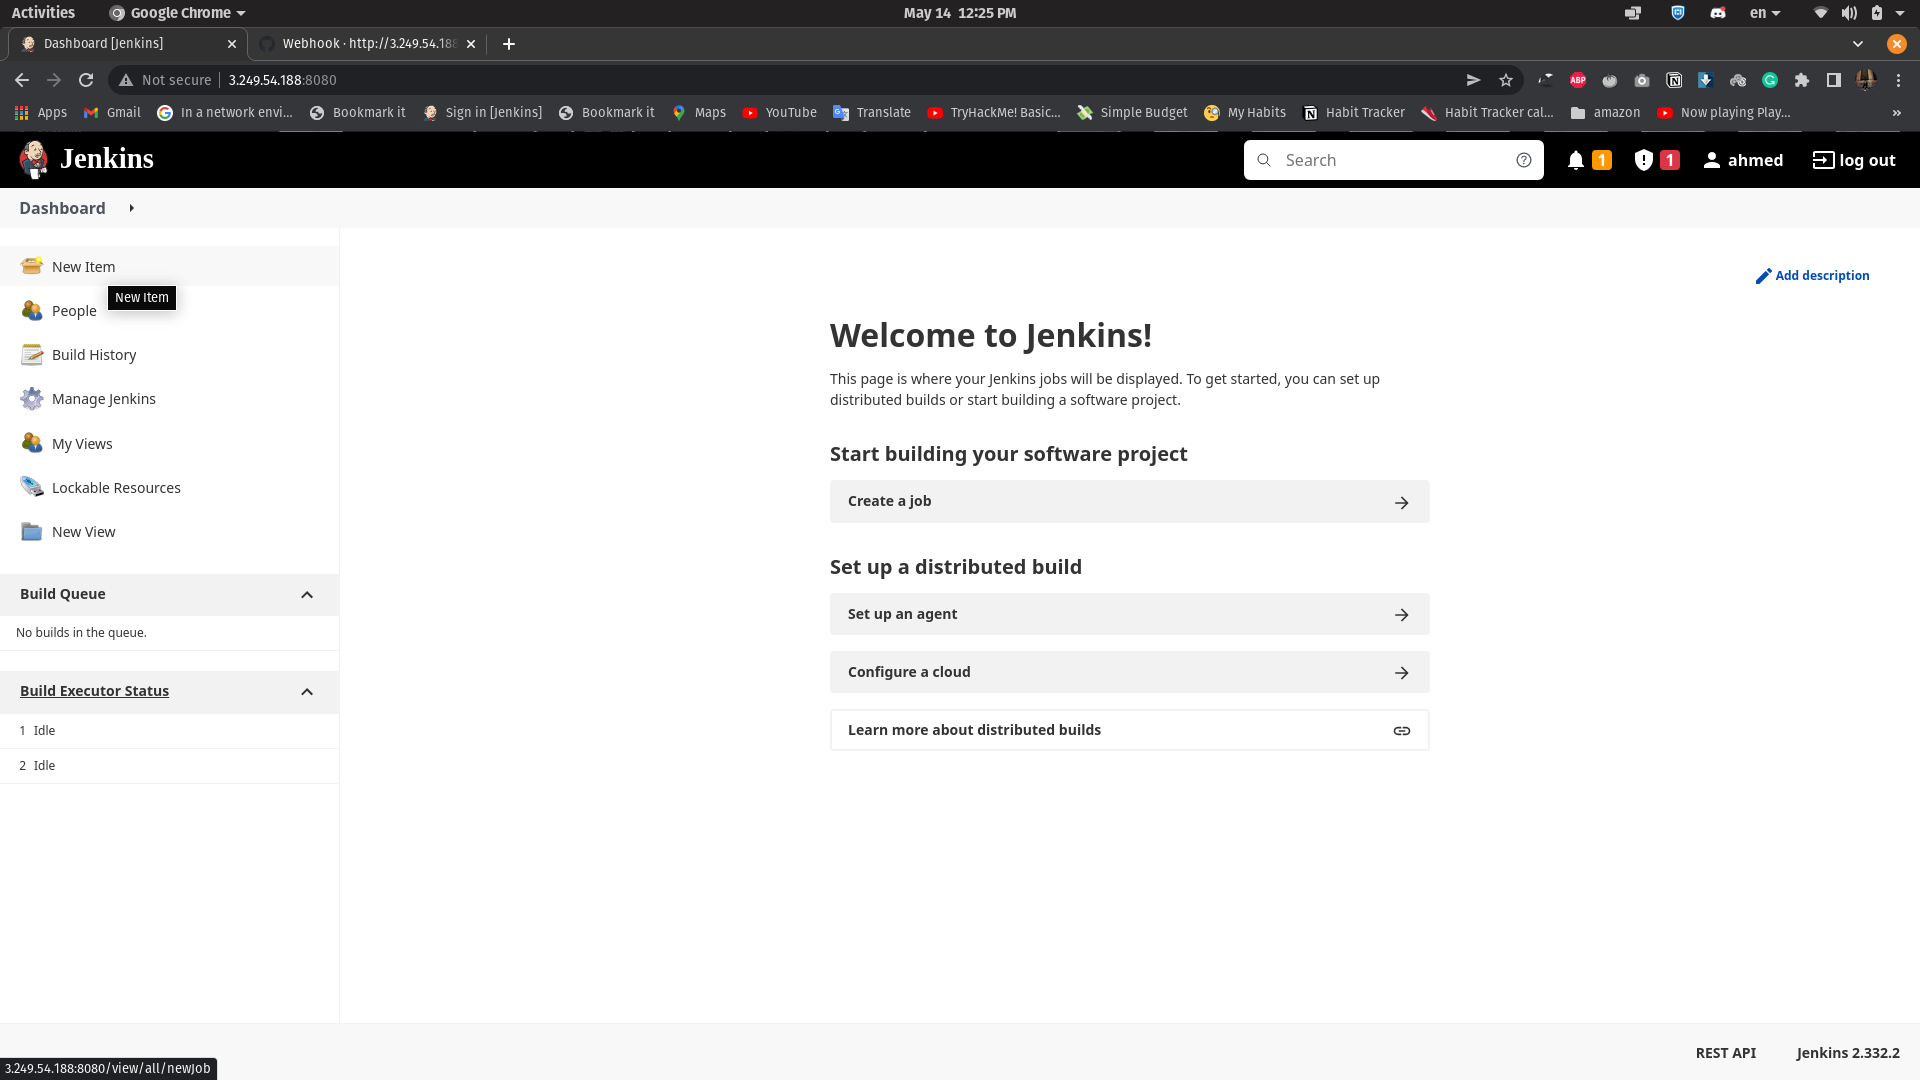 Activities
Google Chrome
May 14 12:25 PM
en
Dashboard [Jenkins]
Webhook · http://3.249.54.188
Not secure
3.249.54.188:8080
ABP
Apps
Gmail
In a network envi...
Bookmark it
Sign in [Jenkins]
Bookmark it
Maps
YouTube
Translate
TryHackMe! Basic...
Simple Budget
My Habits
Habit Tracker
Habit Tracker cal...
amazon
Now playing Play...
»
Jenkins
Search
1
1
ahmed
log out
Dashboard
New Item
New Item
People
Build History
Manage Jenkins
My Views
Lockable Resources
New View
Build Queue
No builds in the queue.
Build Executor Status
1 Idle
2 Idle
Add description
Welcome to Jenkins!
This page is where your Jenkins jobs will be displayed. To get started, you can set up
distributed builds or start building a software project.
Start building your software project
Create a job
Set up a distributed build
Set up an agent
Configure a cloud
Learn more about distributed builds
REST API
Jenkins 2.332.2
3.249.54.188:8080/view/all/newJob